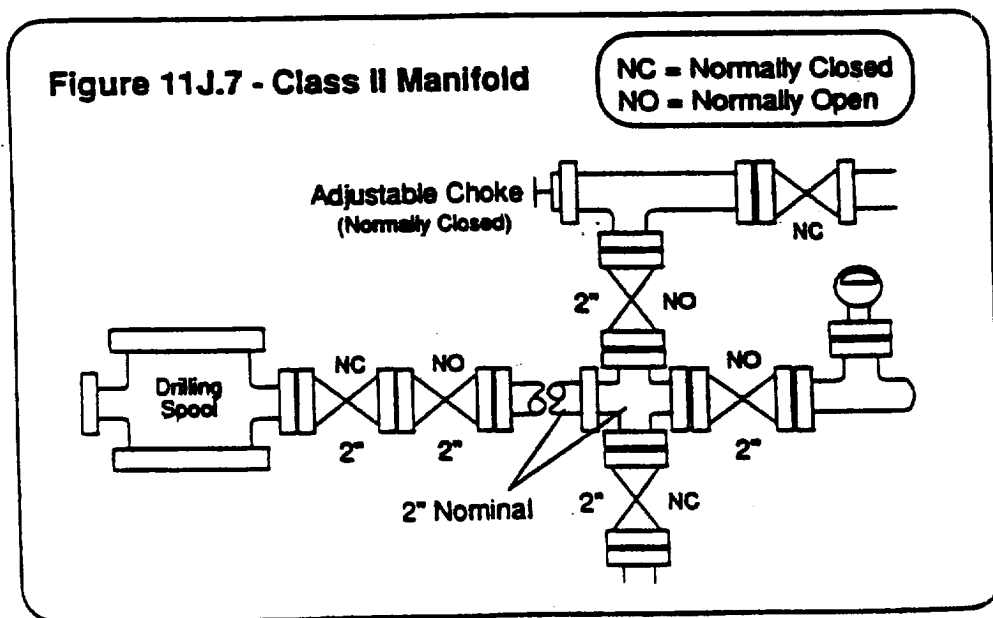 Figure 11J.7 - Class II Manifold
NC = Normally Closed
NO = Normally Open
Adjustable Choke
(Normally Closed)
NC
2" NO
NC NO NO
Drilling
Spool
2" 2" 2"
2" Nominal
2" NC